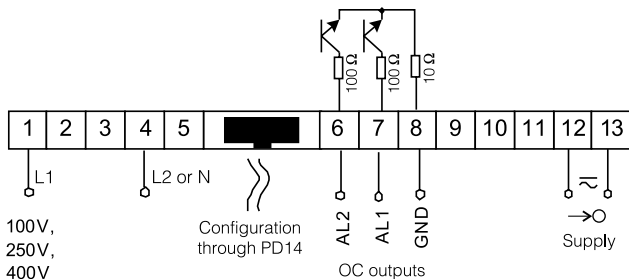 100 Ω
100 Ω
10 Ω
1 2 3 4 5 6 7 8 9 10 11 12 13
L1
L2 or N
100V,
250V,
400V
Configuration
through PD14
AL2
AL1
GND
OC outputs
Supply